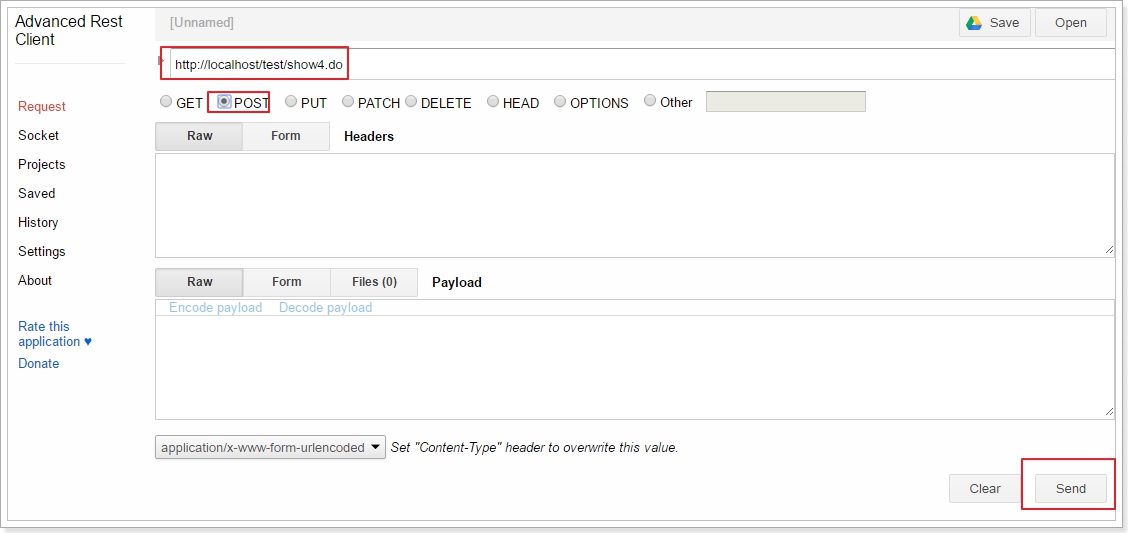 Advanced Rest
Client
[Unnamed]
Save
Open
http://localhost/test/show4.do
Request
Socket
Projects
Saved
History
Settings
About
Rate this
application ♥
Donate
GET POST PUT PATCH DELETE HEAD OPTIONS Other
Raw Form Headers
Raw Form Files (0) Payload
Encode payload Decode payload
application/x-www-form-urlencoded Set "Content-Type" header to overwrite this value.
Clear Send